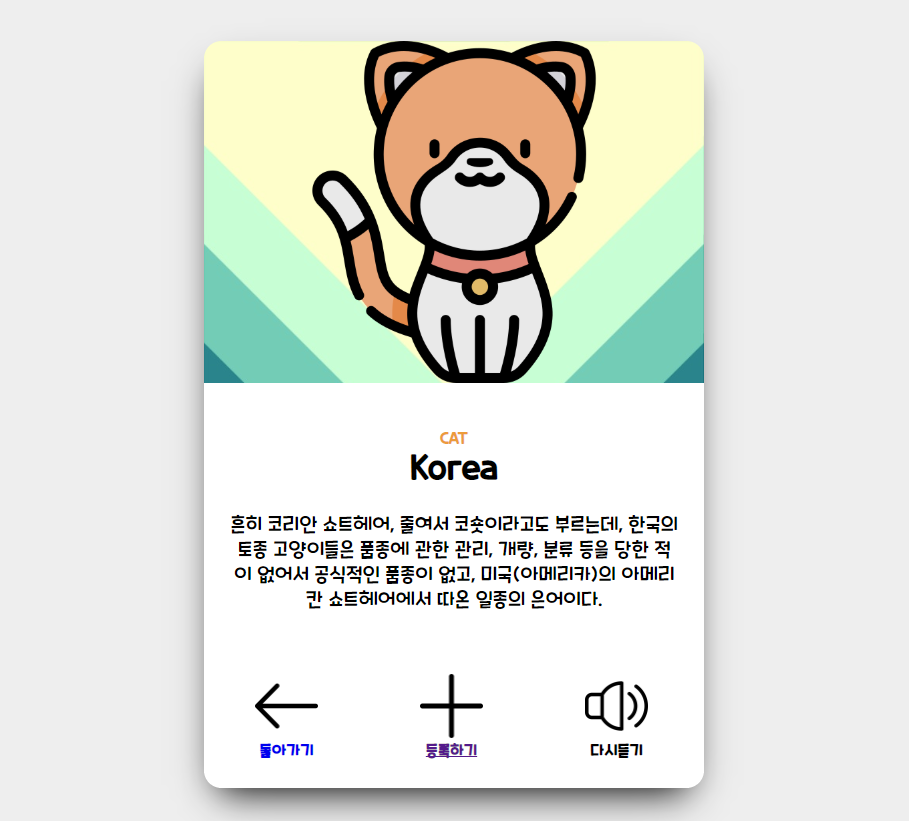 CAT
Korea
흔히 코리안 쇼트헤어, 줄여서 코숏이라고도 부르는데, 한국의
토종 고양이들은 품종에 관한 관리, 개량, 분류 등을 당한 적
이 없어서 공식적인 품종이 없고, 미국(아메리카)의 아메리
칸 쇼트헤어에서 따온 일종의 은어이다.
돌아가기 등록하기 다시듣기